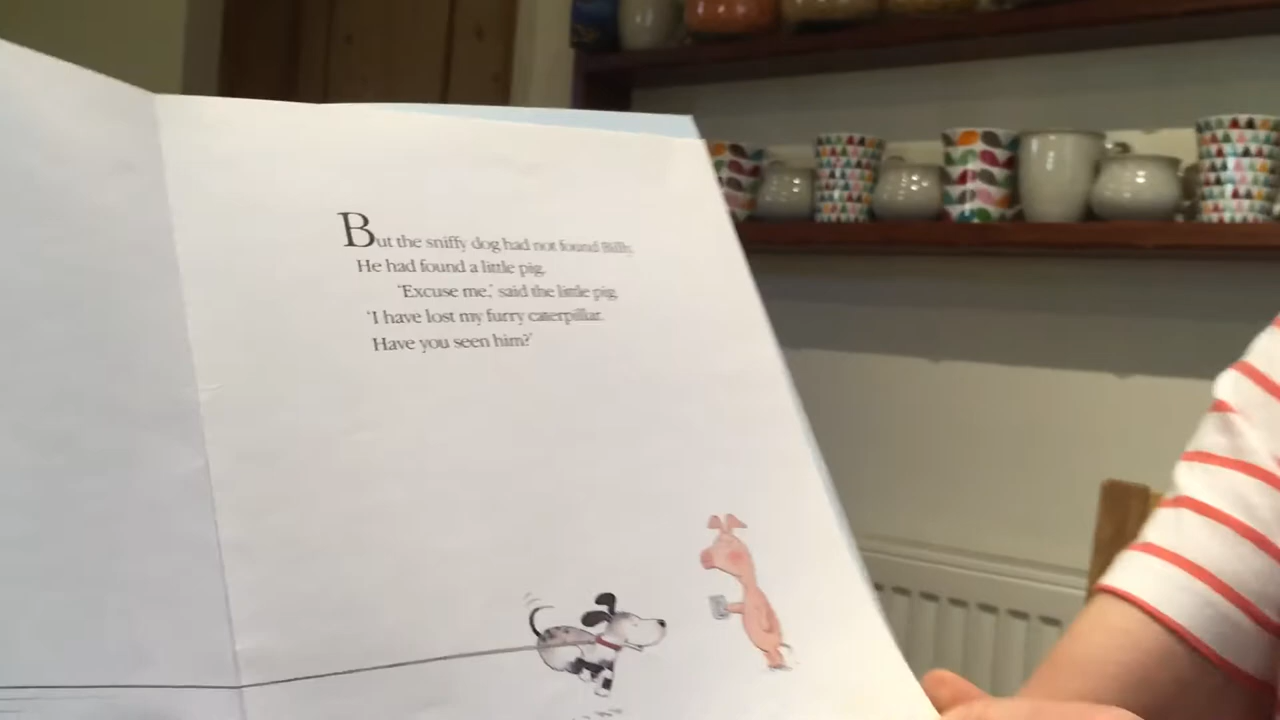 But the sniffy dog had not found Billy.
He had found a little pig.
'Excuse me,' said the little pig.
'I have lost my furry caterpillar.
Have you seen him?'